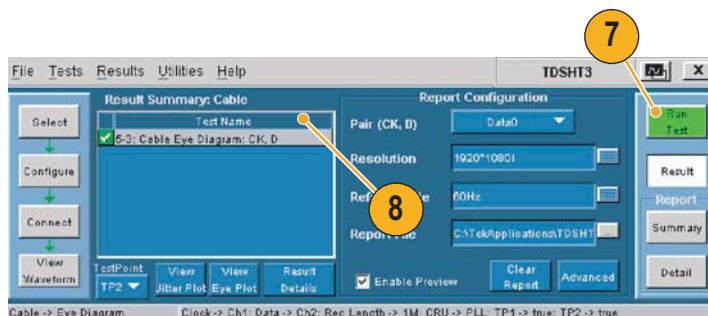 7
File Tests Results Utilities Help TDSHT3 X
Result Summary: Cable
Report Configuration
Run Test
Select
Test Name
5-3: Cable Eye Diagram: CK, D
Pair (CK, D) Data0
Configure
Resolution 1920*1080I
Result
8
60Hz
Report
Connect
Report File C:\TekApplications\TDSHT ...
Summary
View Waveform
TestPoint
TP2
View Jitter Plot
View Eye Plot
Result Details
Enable Preview
Clear Report
Advanced
Detail
Cable -> Eye Diagram Clock-> Ch1: Data-> Ch2: Rec Length-> 1M: CRU-> PLL: TP1-> true: TP2-> true